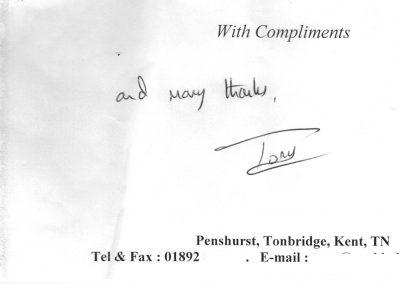 With Compliments
and many thanks,
Tony
Penshurst, Tonbridge, Kent, TN
Tel & Fax : 01892 . E-mail :